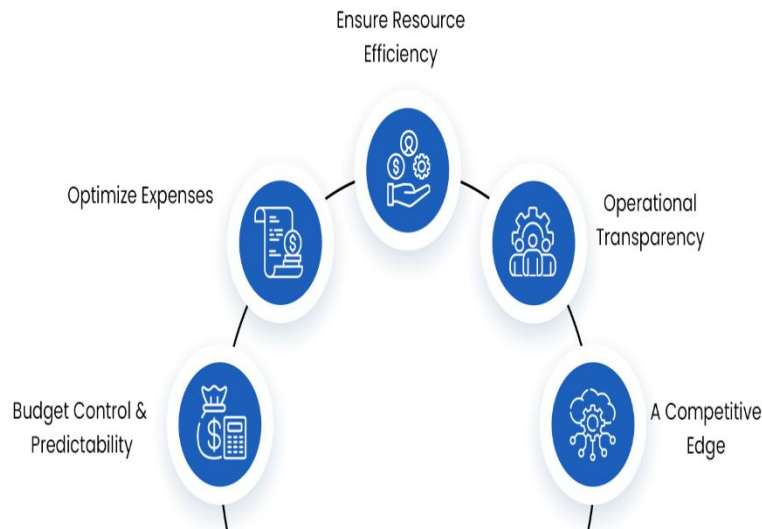 Ensure Resource
Efficiency
Optimize Expenses
Operational
Transparency
Budget Control &
Predictability
A Competitive
Edge